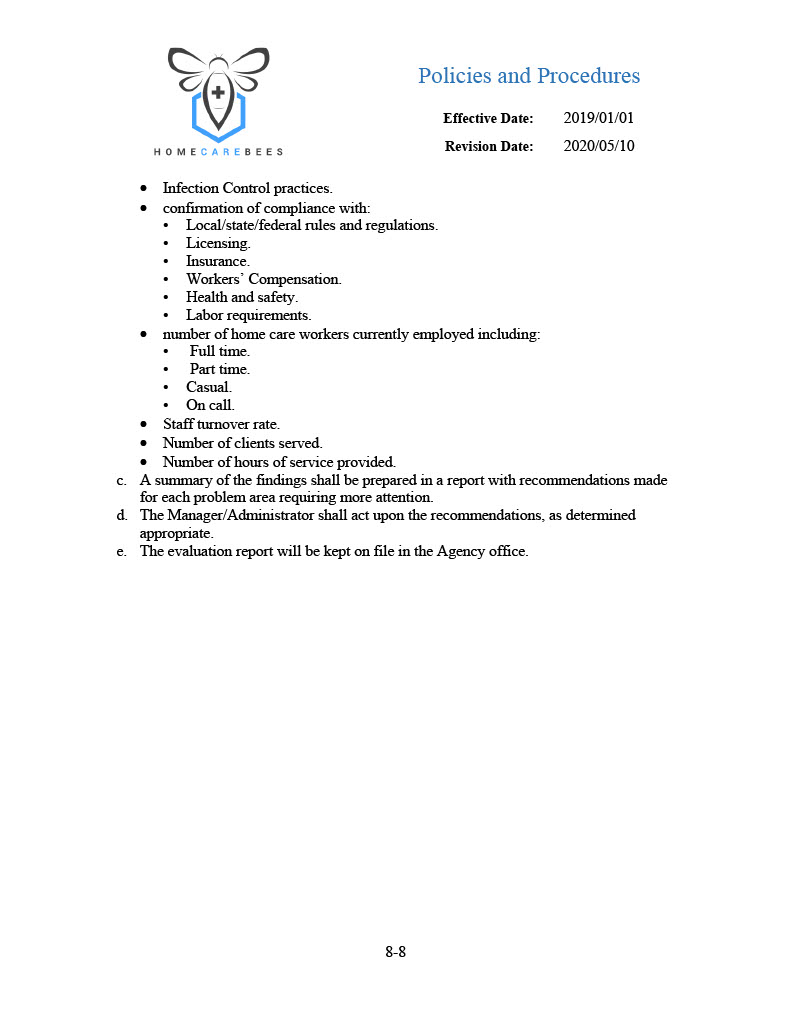 Policies and Procedures
Effective Date: 2019/01/01
Revision Date: 2020/05/10
HOMECAREBEES
• Infection Control practices.
• confirmation of compliance with:
• Local/state/federal rules and regulations.
• Licensing.
• Insurance.
• Workers’ Compensation.
• Health and safety.
• Labor requirements.
• number of home care workers currently employed including:
• Full time.
• Part time.
• Casual.
• On call.
• Staff turnover rate.
• Number of clients served.
• Number of hours of service provided.
c. A summary of the findings shall be prepared in a report with recommendations made
for each problem area requiring more attention.
d. The Manager/Administrator shall act upon the recommendations, as determined
appropriate.
e. The evaluation report will be kept on file in the Agency office.
8-8